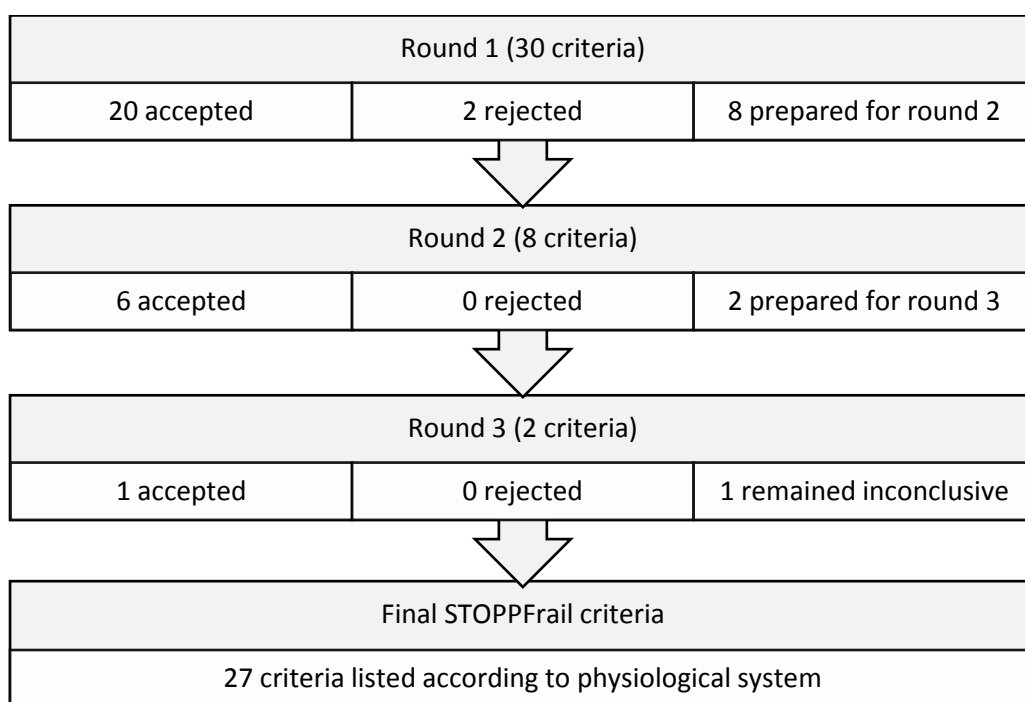 Round 1 (30 criteria)
20 accepted
2 rejected
8 prepared for round 2
Round 2 (8 criteria)
6 accepted
0 rejected
2 prepared for round 3
Round 3 (2 criteria)
1 accepted
0 rejected
1 remained inconclusive
Final STOPPFrail criteria
27 criteria listed according to physiological system